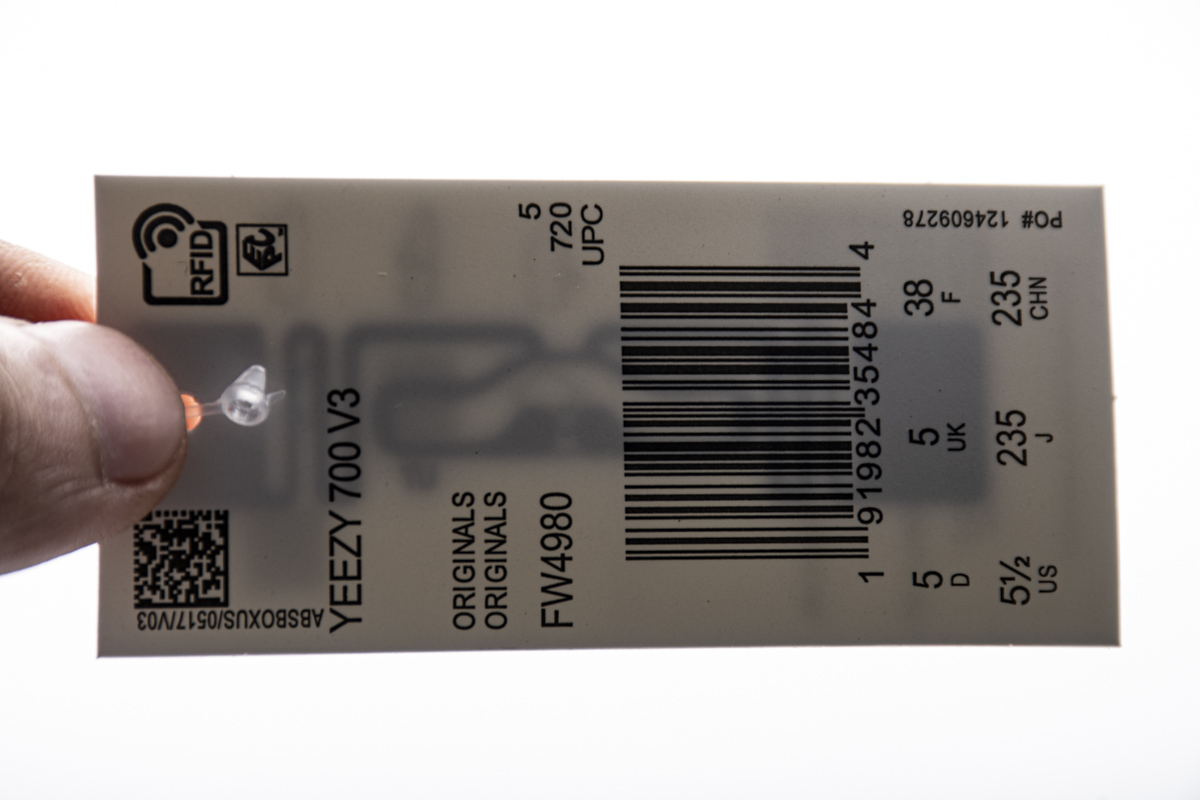 RFID
EPC
ABSBOXUS/0517/V03
YEEZY 700 V3
ORIGINALS
ORIGINALS
FW4980
5
720
UPC
1 91982 35484 4
5 5 38
D UK F
5½ 235 235
US J CHN
PO# 124609278